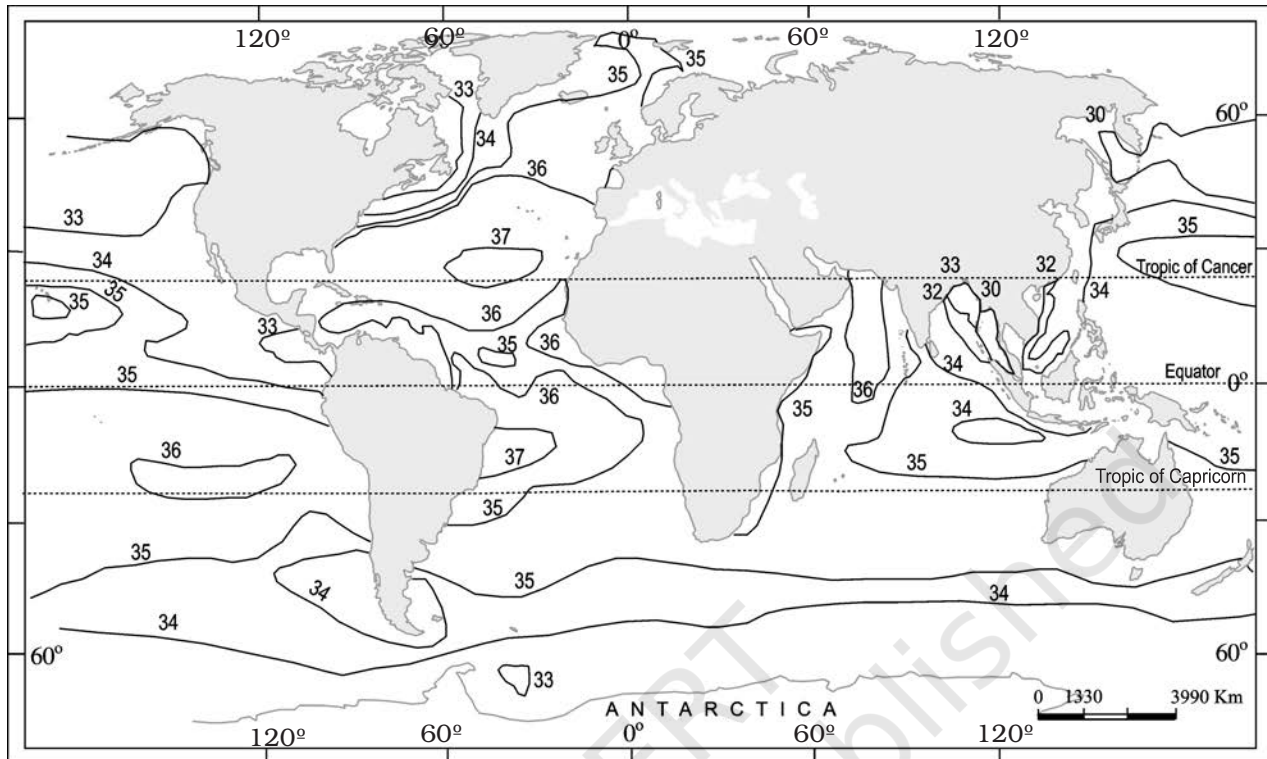 120º 60º 0º 60º 120º
35 35
33
30 60º
34
36
33 35
37
34 33 32 Tropic of Cancer
35 35 32 30 34
36
33 35 36 34
35 Equator 0º
36 36 35 34
36 37 35 35
Tropic of Capricorn
35
35 35
34 34
34
60º 60º
33
0 1330 3990 Km
ANTARCTICA
120º 60º 0º 60º 120º